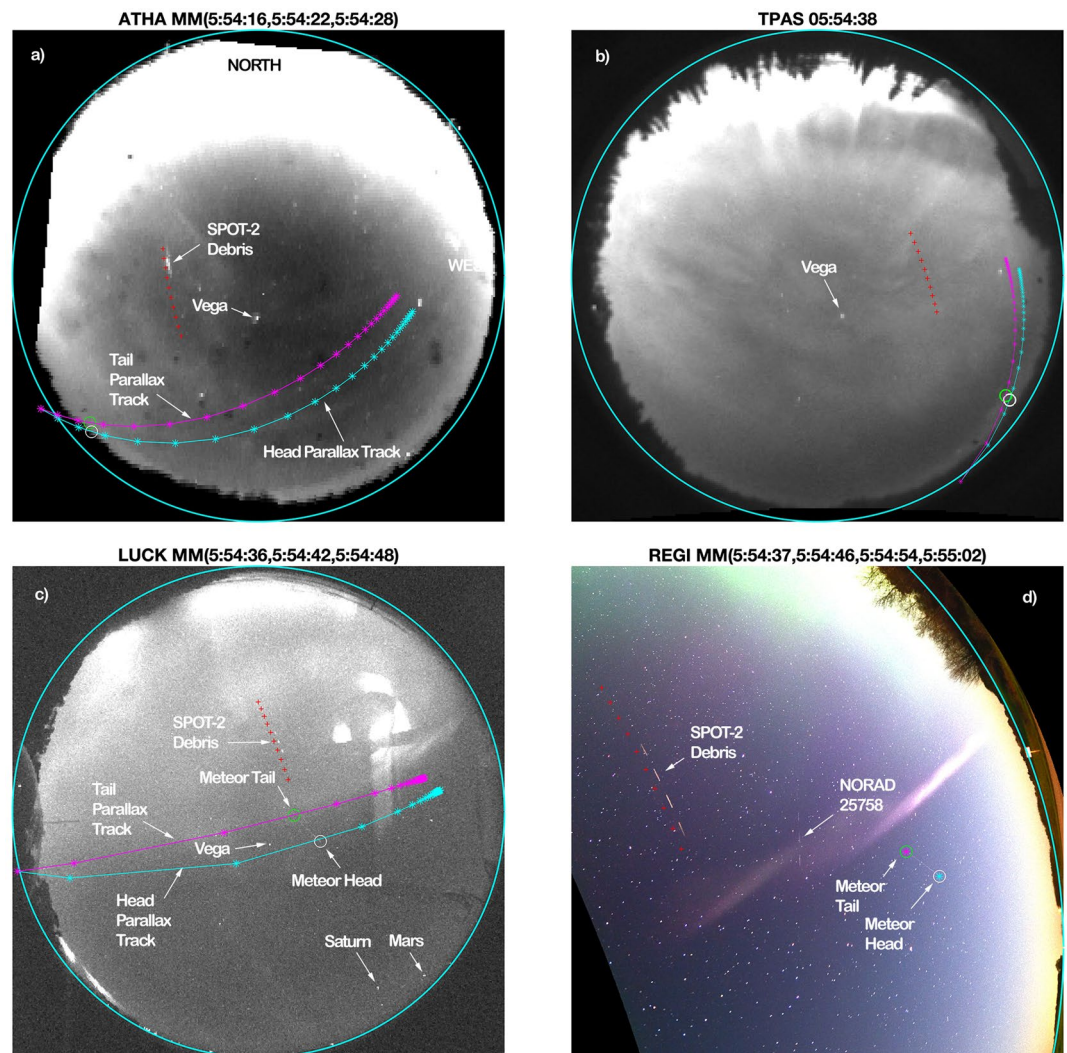 ATHA MM(5:54:16,5:54:22,5:54:28)
a)
NORTH
SPOT-2
Debris
WES
Vega
Tail
Parallax
Track
Head Parallax Track
TPAS 05:54:38
b)
Vega
LUCK MM(5:54:36,5:54:42,5:54:48)
c)
SPOT-2
Debris
Meteor Tail
Tail
Parallax
Track
Vega
Meteor Head
Head
Parallax
Track
Saturn
Mars
REGI MM(5:54:37,5:54:46,5:54:54,5:55:02)
d)
SPOT-2
Debris
NORAD
25758
Meteor
Tail
Meteor
Head